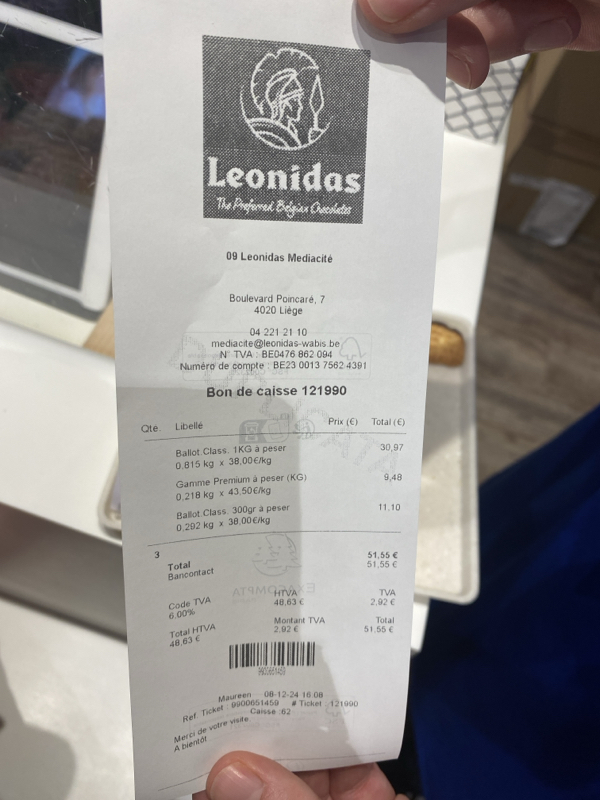 Leonidas
The Preferred Belgian Chocolates
09 Leonidas Mediacité
Boulevard Poincaré, 7
4020 Liège
04 221 21 10
mediacite@leonidas-wabis.be
N° TVA : BE0476 862 094
Numéro de compte : BE23 0013 7562 4391
Bon de caisse 121990
Qté. Libellé Prix (€) Total (€)
Ballot.Class. 1KG à peser 30,97
0,815 kg x 38,00€/kg
Gamme Premium à peser (KG) 9,48
0,218 kg x 43,50€/kg
Ballot.Class. 300gr à peser 11,10
0,292 kg x 38,00€/kg
3
Total 51,55 €
Bancontact 51,55 €
Code TVA HTVA TVA
6,00% 48,63 € 2,92 €
Total HTVA Montant TVA Total
48,63 € 2,92 € 51,55 €
9900651459
Maureen 08-12-24 16:08
Ref. Ticket : 9900651459 # Ticket : 121990
Caisse :62
Merci de votre visite.
A bientôt
EXACOMPTA